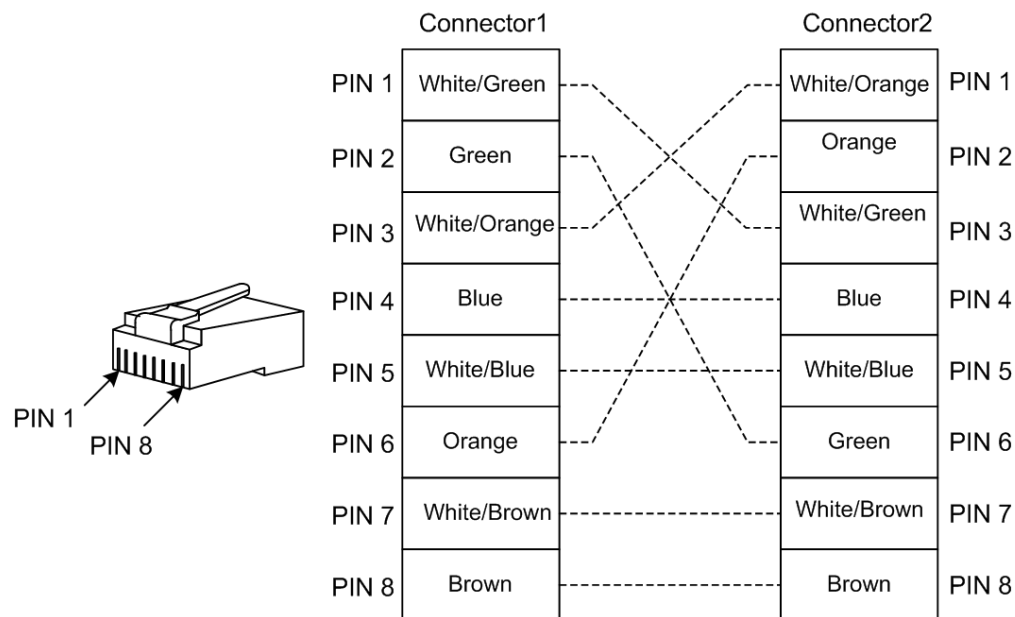 Connector1 Connector2
PIN 1 White/Green White/Orange PIN 1
PIN 2 Green Orange PIN 2
PIN 3 White/Orange White/Green PIN 3
PIN 4 Blue Blue PIN 4
PIN 5 White/Blue White/Blue PIN 5
PIN 6 Orange Green PIN 6
PIN 7 White/Brown White/Brown PIN 7
PIN 8 Brown Brown PIN 8
PIN 1
PIN 8